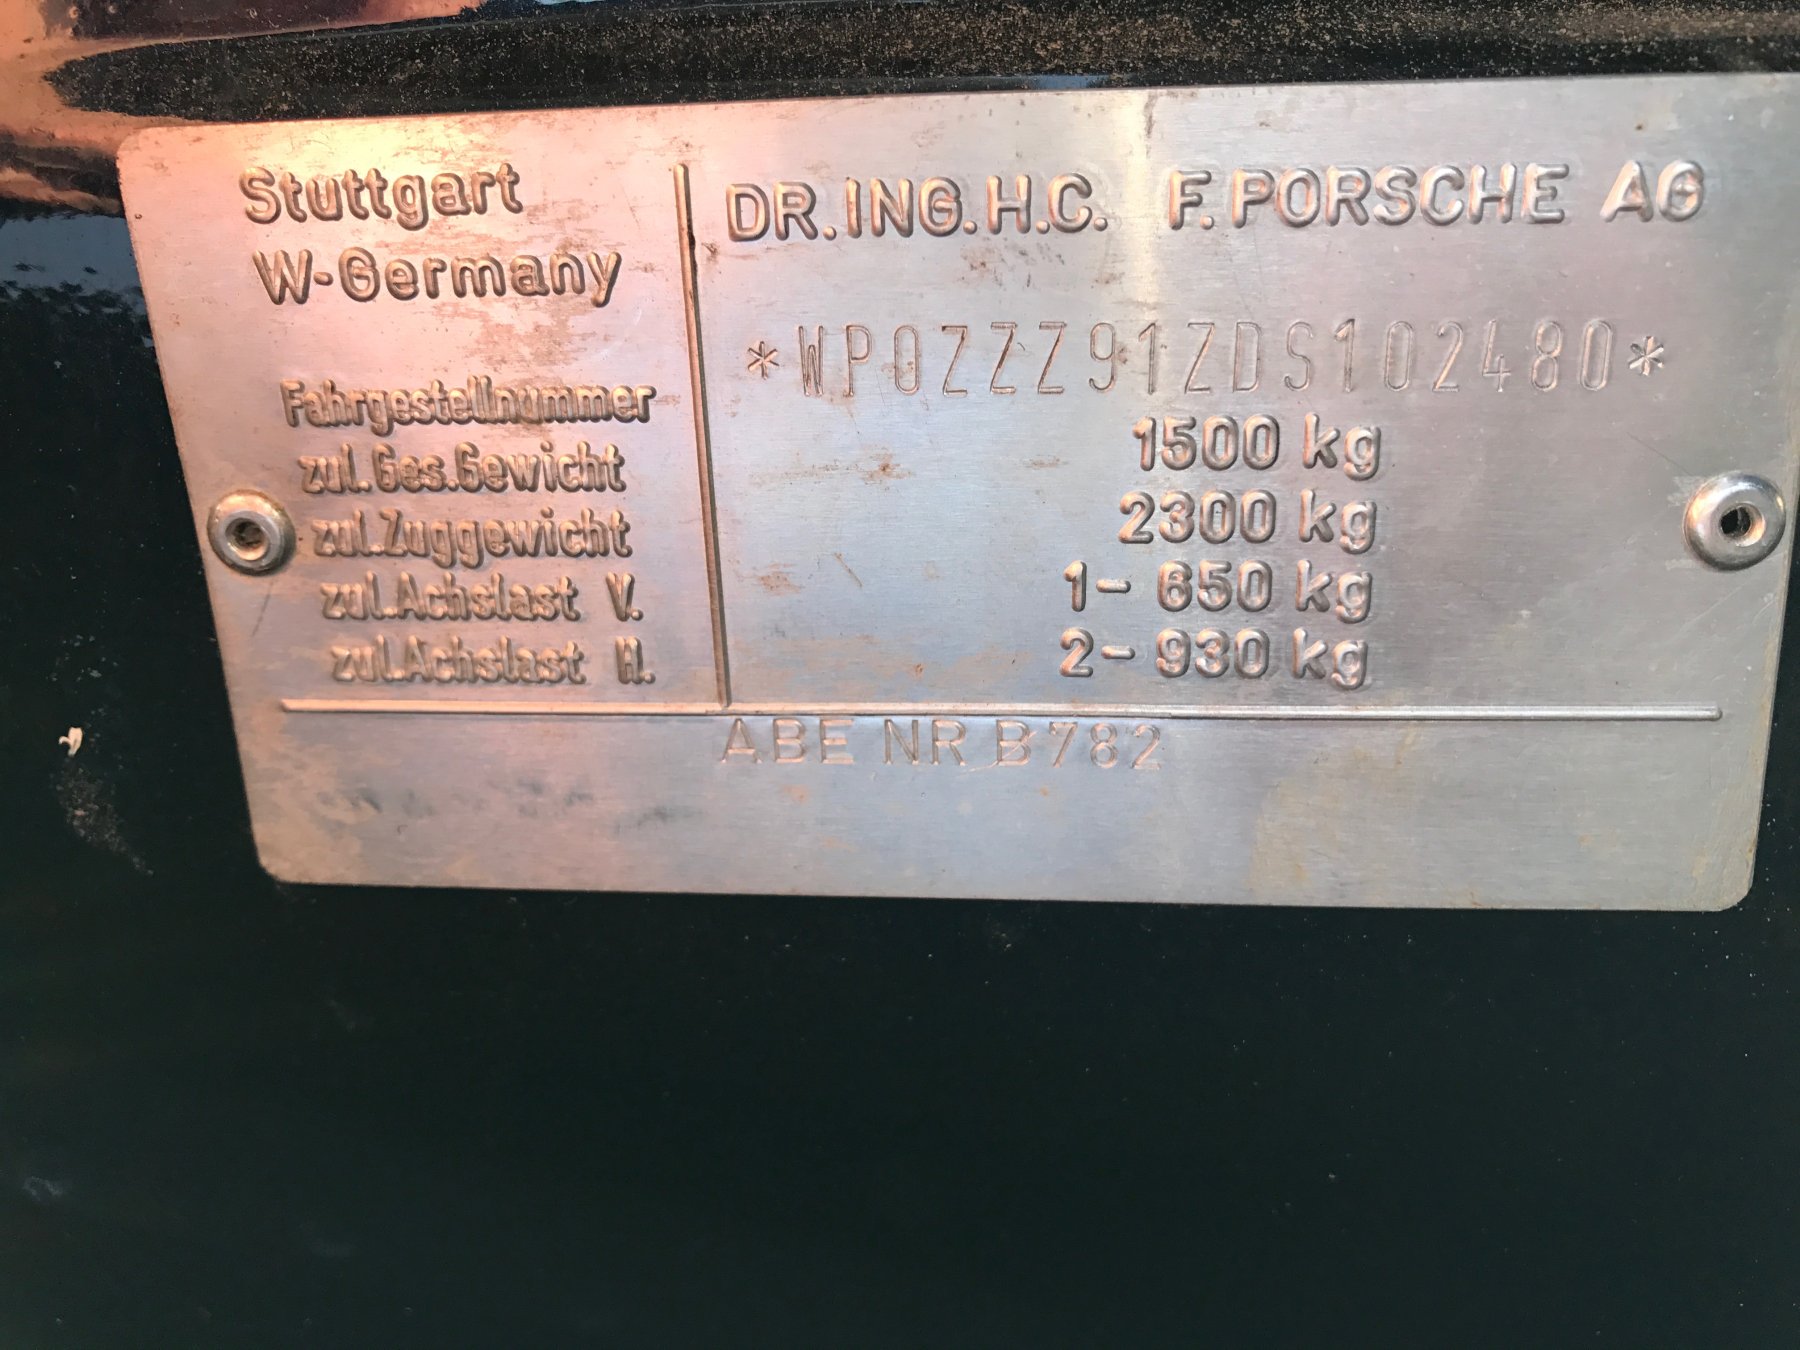 Stuttgart
W-Germany
DR.ING.H.C. F.PORSCHE AG
Fahrgestellnummer *WP0ZZZ91ZDS102480*
zul.Ges.Gewicht 1500 kg
zul.Zuggewicht 2300 kg
zul.Achslast V. 1- 650 kg
zul.Achslast H. 2- 930 kg
ABE NR B782